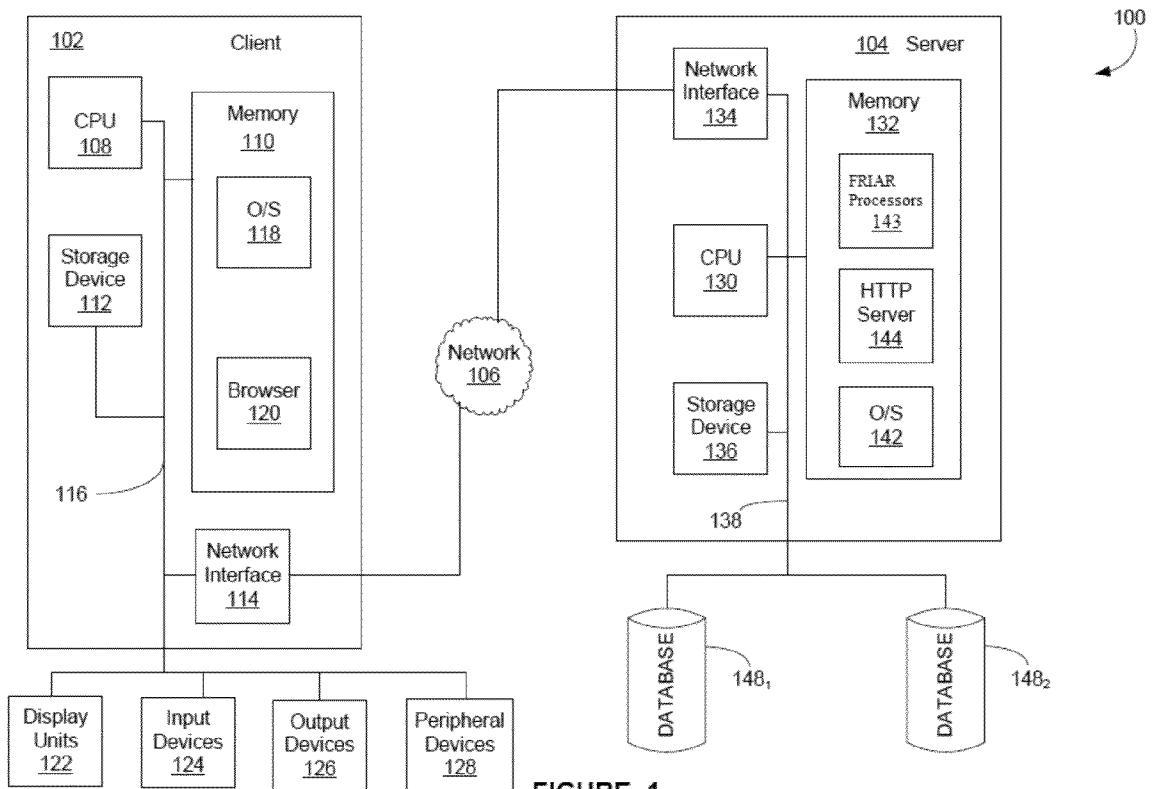 100
102 Client
CPU
108
Memory
110
O/S
118
Storage
Device
112
Browser
120
116
Network
Interface
114
Display
Units
122
Input
Devices
124
Output
Devices
126
Peripheral
Devices
128
Network
106
104 Server
Network
Interface
134
Memory
132
FRIAR
Processors
143
CPU
130
HTTP
Server
144
Storage
Device
136
O/S
142
138
DATABASE
148₁
DATABASE
148₂
FIGURE 1